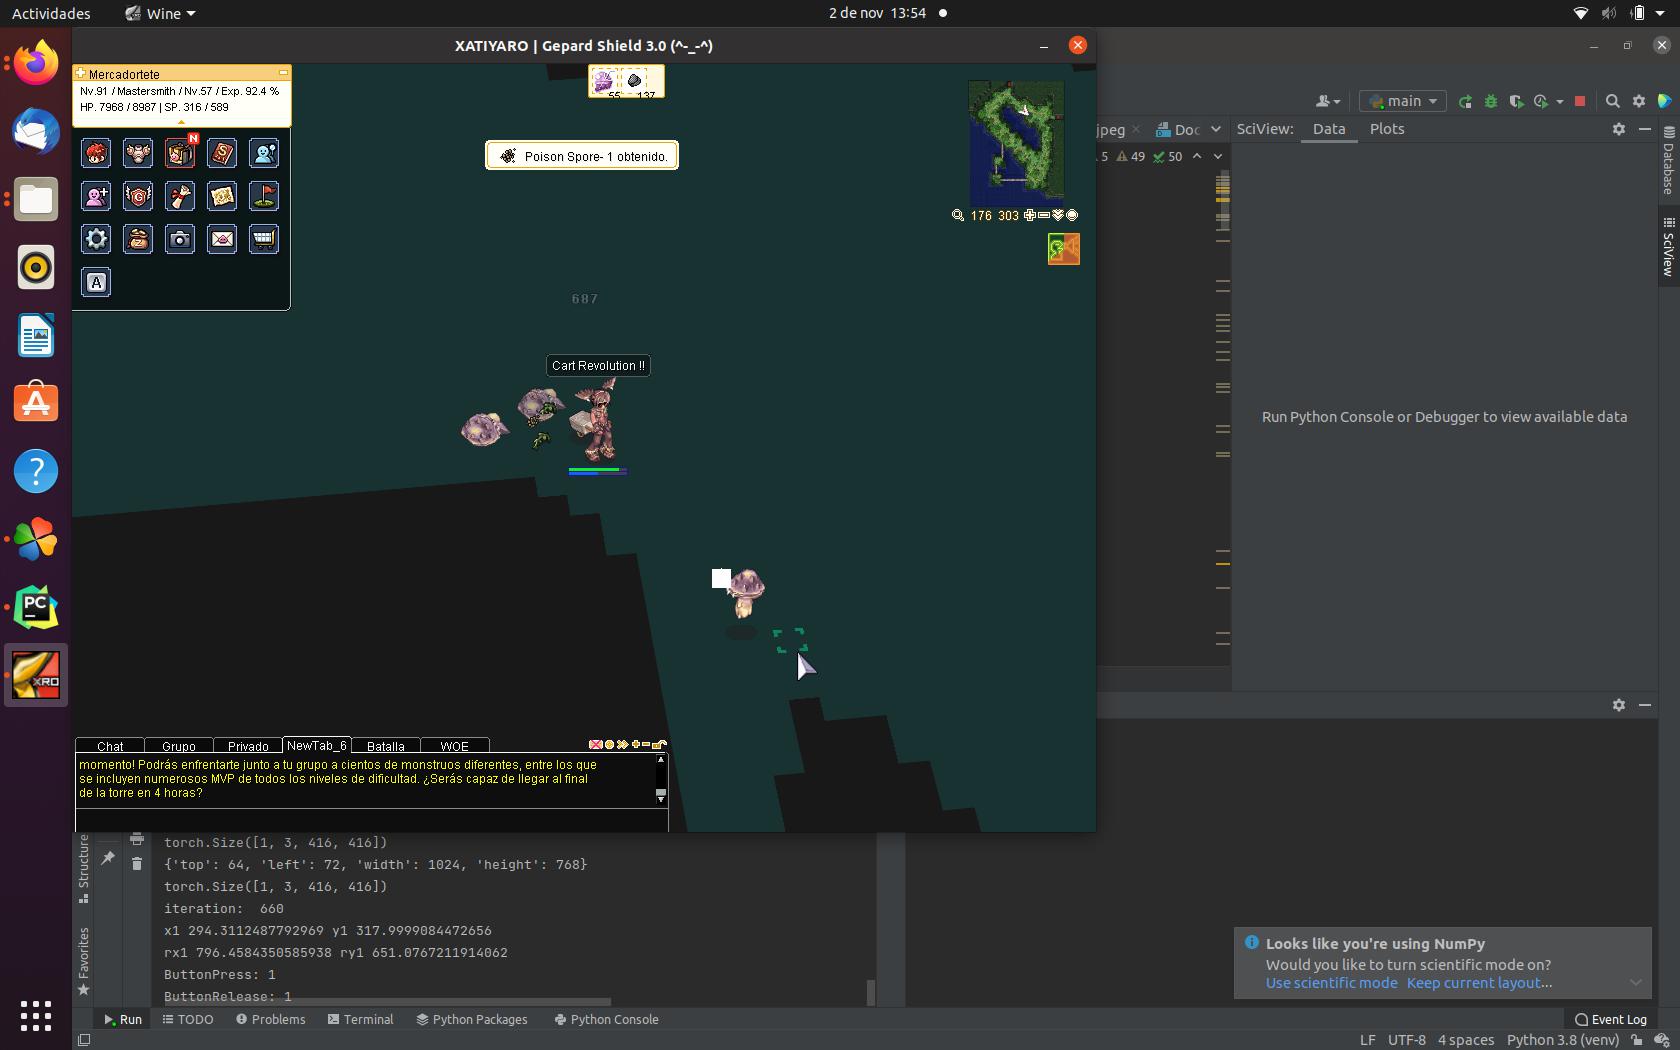 Actividades
Wine
2 de nov 13:54
XATIYARO | Gepard Shield 3.0 (^-_-^)
Mercadortete
Nv.91 / Mastersmith / Nv.57 / Exp. 92.4 %
HP. 7968 / 8987 | SP. 316 / 589
N
A
55
137
Poison Spore- 1 obtenido.
176 303
687
Cart Revolution !!
Chat
Grupo
Privado
NewTab_6
Batalla
WOE
momento! Podrás enfrentarte junto a tu grupo a cientos de monstruos diferentes, entre los que
se incluyen numerosos MVP de todos los niveles de dificultad. ¿Serás capaz de llegar al final
de la torre en 4 horas?
main
jpeg
Doc
SciView:
Data
Plots
5
49
50
Database
SciView
Run Python Console or Debugger to view available data
PC
XRO
Structure
Favorites
torch.Size([1, 3, 416, 416])
{'top': 64, 'left': 72, 'width': 1024, 'height': 768}
torch.Size([1, 3, 416, 416])
iteration:  660
x1 294.3112487792969 y1 317.9999084472656
rx1 796.4584350585938 ry1 651.0767211914062
ButtonPress: 1
ButtonRelease: 1
Looks like you're using NumPy
Would you like to turn scientific mode on?
Use scientific mode Keep current layout...
Run
TODO
Problems
Terminal
Python Packages
Python Console
Event Log
LF UTF-8 4 spaces Python 3.8 (venv)